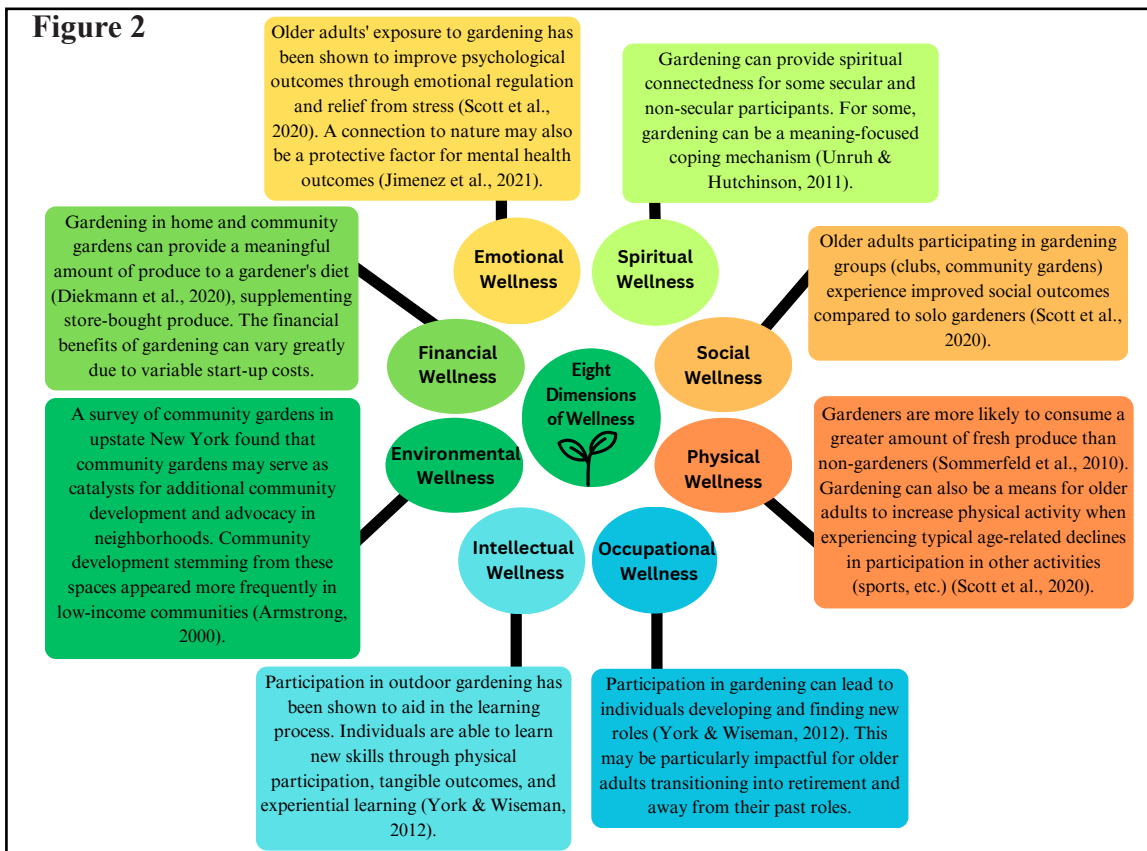 Figure 2
Older adults' exposure to gardening has
been shown to improve psychological
outcomes through emotional regulation
and relief from stress (Scott et al.,
2020). A connection to nature may also
be a protective factor for mental health
outcomes (Jimenez et al., 2021).
Gardening can provide spiritual
connectedness for some secular and
non-secular participants. For some,
gardening can be a meaning-focused
coping mechanism (Unruh &
Hutchinson, 2011).
Gardening in home and community
gardens can provide a meaningful
amount of produce to a gardener's diet
(Diekmann et al., 2020), supplementing
store-bought produce. The financial
benefits of gardening can vary greatly
due to variable start-up costs.
Emotional
Wellness
Spiritual
Wellness
Older adults participating in gardening
groups (clubs, community gardens)
experience improved social outcomes
compared to solo gardeners (Scott et al.,
2020).
Financial
Wellness
Eight
Dimensions
of Wellness
Social
Wellness
A survey of community gardens in
upstate New York found that
community gardens may serve as
catalysts for additional community
development and advocacy in
neighborhoods. Community
development stemming from these
spaces appeared more frequently in
low-income communities (Armstrong,
2000).
Environmental
Wellness
Physical
Wellness
Gardeners are more likely to consume a
greater amount of fresh produce than
non-gardeners (Sommerfeld et al., 2010).
Gardening can also be a means for older
adults to increase physical activity when
experiencing typical age-related declines
in participation in other activities
(sports, etc.) (Scott et al., 2020).
Intellectual
Wellness
Occupational
Wellness
Participation in outdoor gardening has
been shown to aid in the learning
process. Individuals are able to learn
new skills through physical
participation, tangible outcomes, and
experiential learning (York & Wiseman,
2012).
Participation in gardening can lead to
individuals developing and finding new
roles (York & Wiseman, 2012). This
may be particularly impactful for older
adults transitioning into retirement and
away from their past roles.